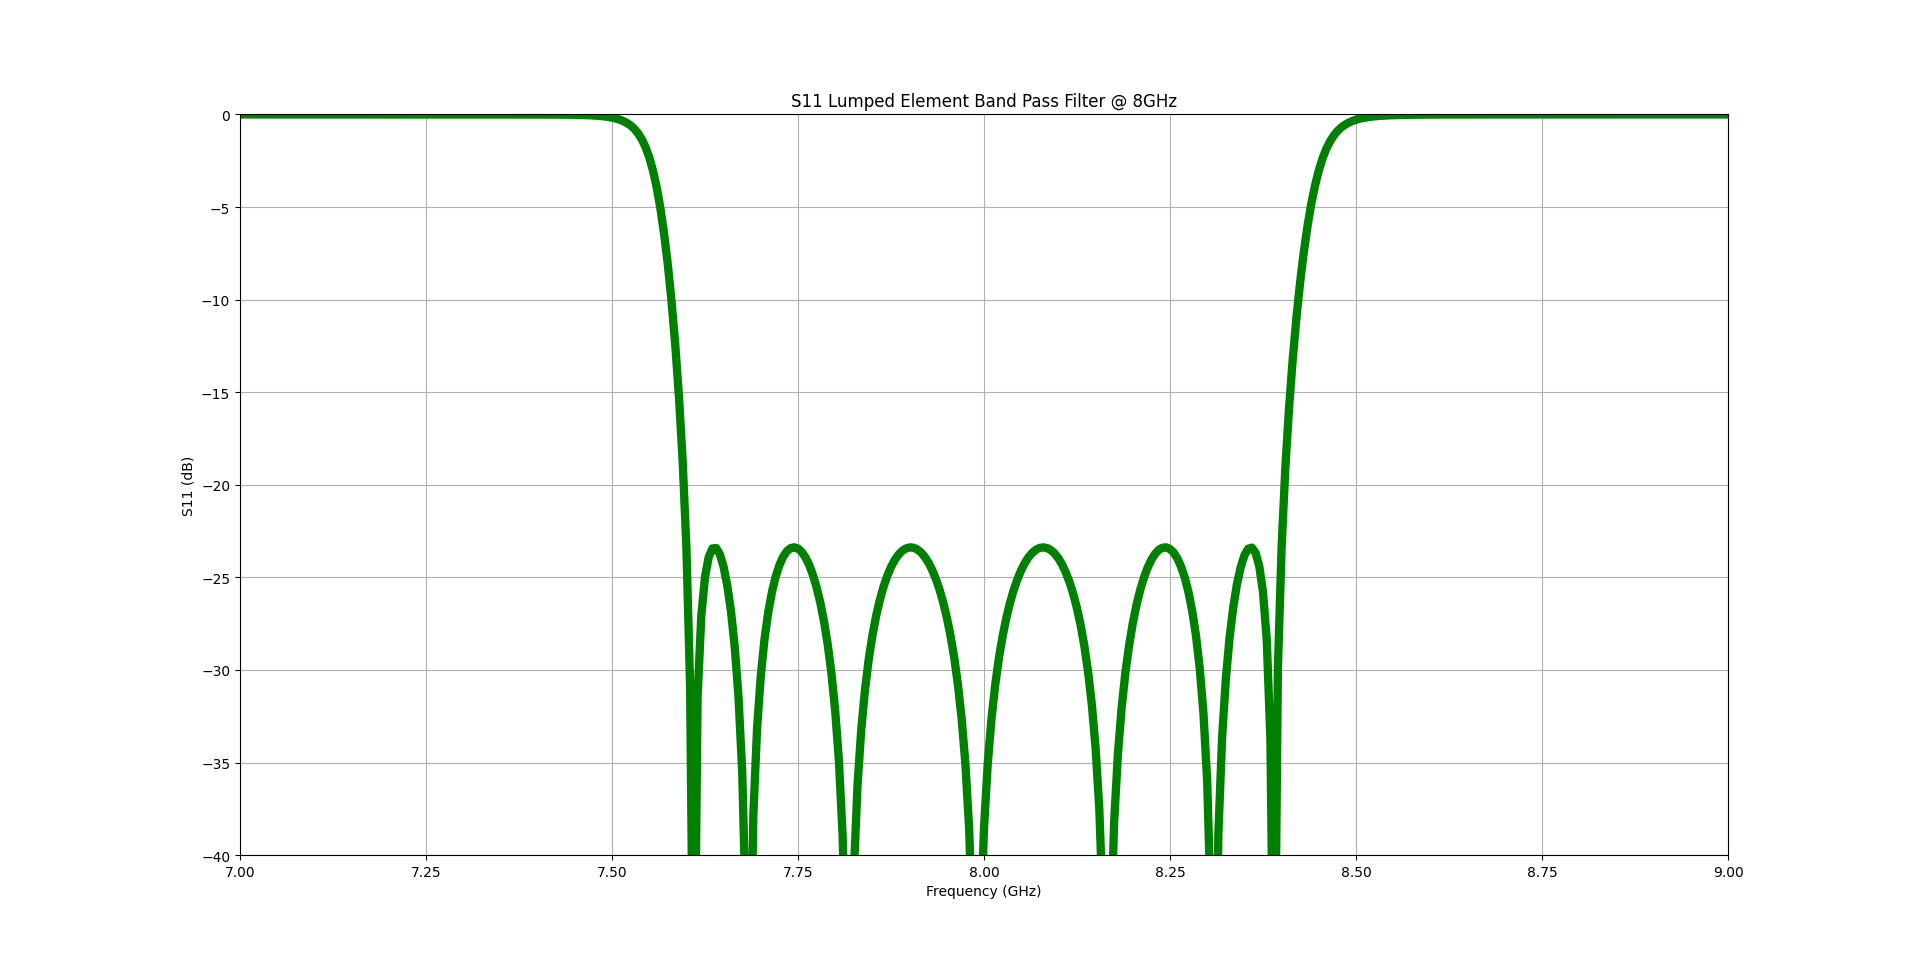 S11 Lumped Element Band Pass Filter @ 8GHz
0
−5
−10
−15
−20
−25
−30
−35
−40
S11 (dB)
7.00 7.25 7.50 7.75 8.00 8.25 8.50 8.75 9.00
Frequency (GHz)